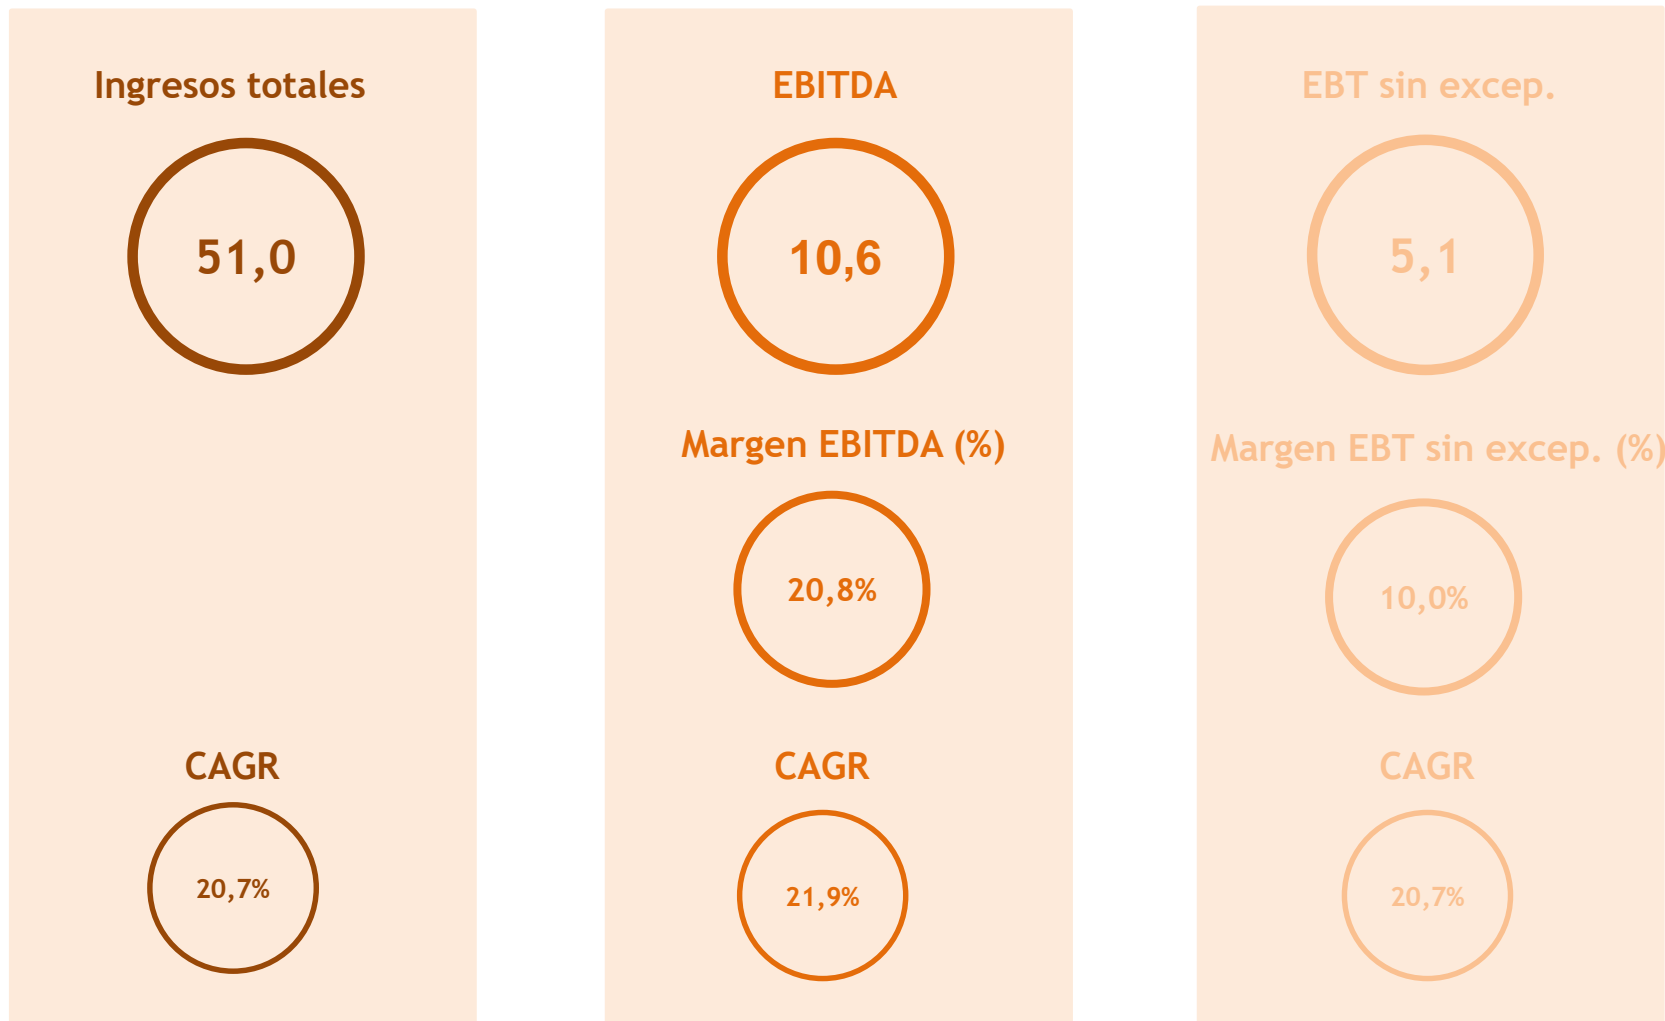 Ingresos totales
51,0
CAGR
20,7%
EBITDA
10,6
Margen EBITDA (%)
20,8%
CAGR
21,9%
EBT sin excep.
5,1
Margen EBT sin excep. (%)
10,0%
CAGR
20,7%